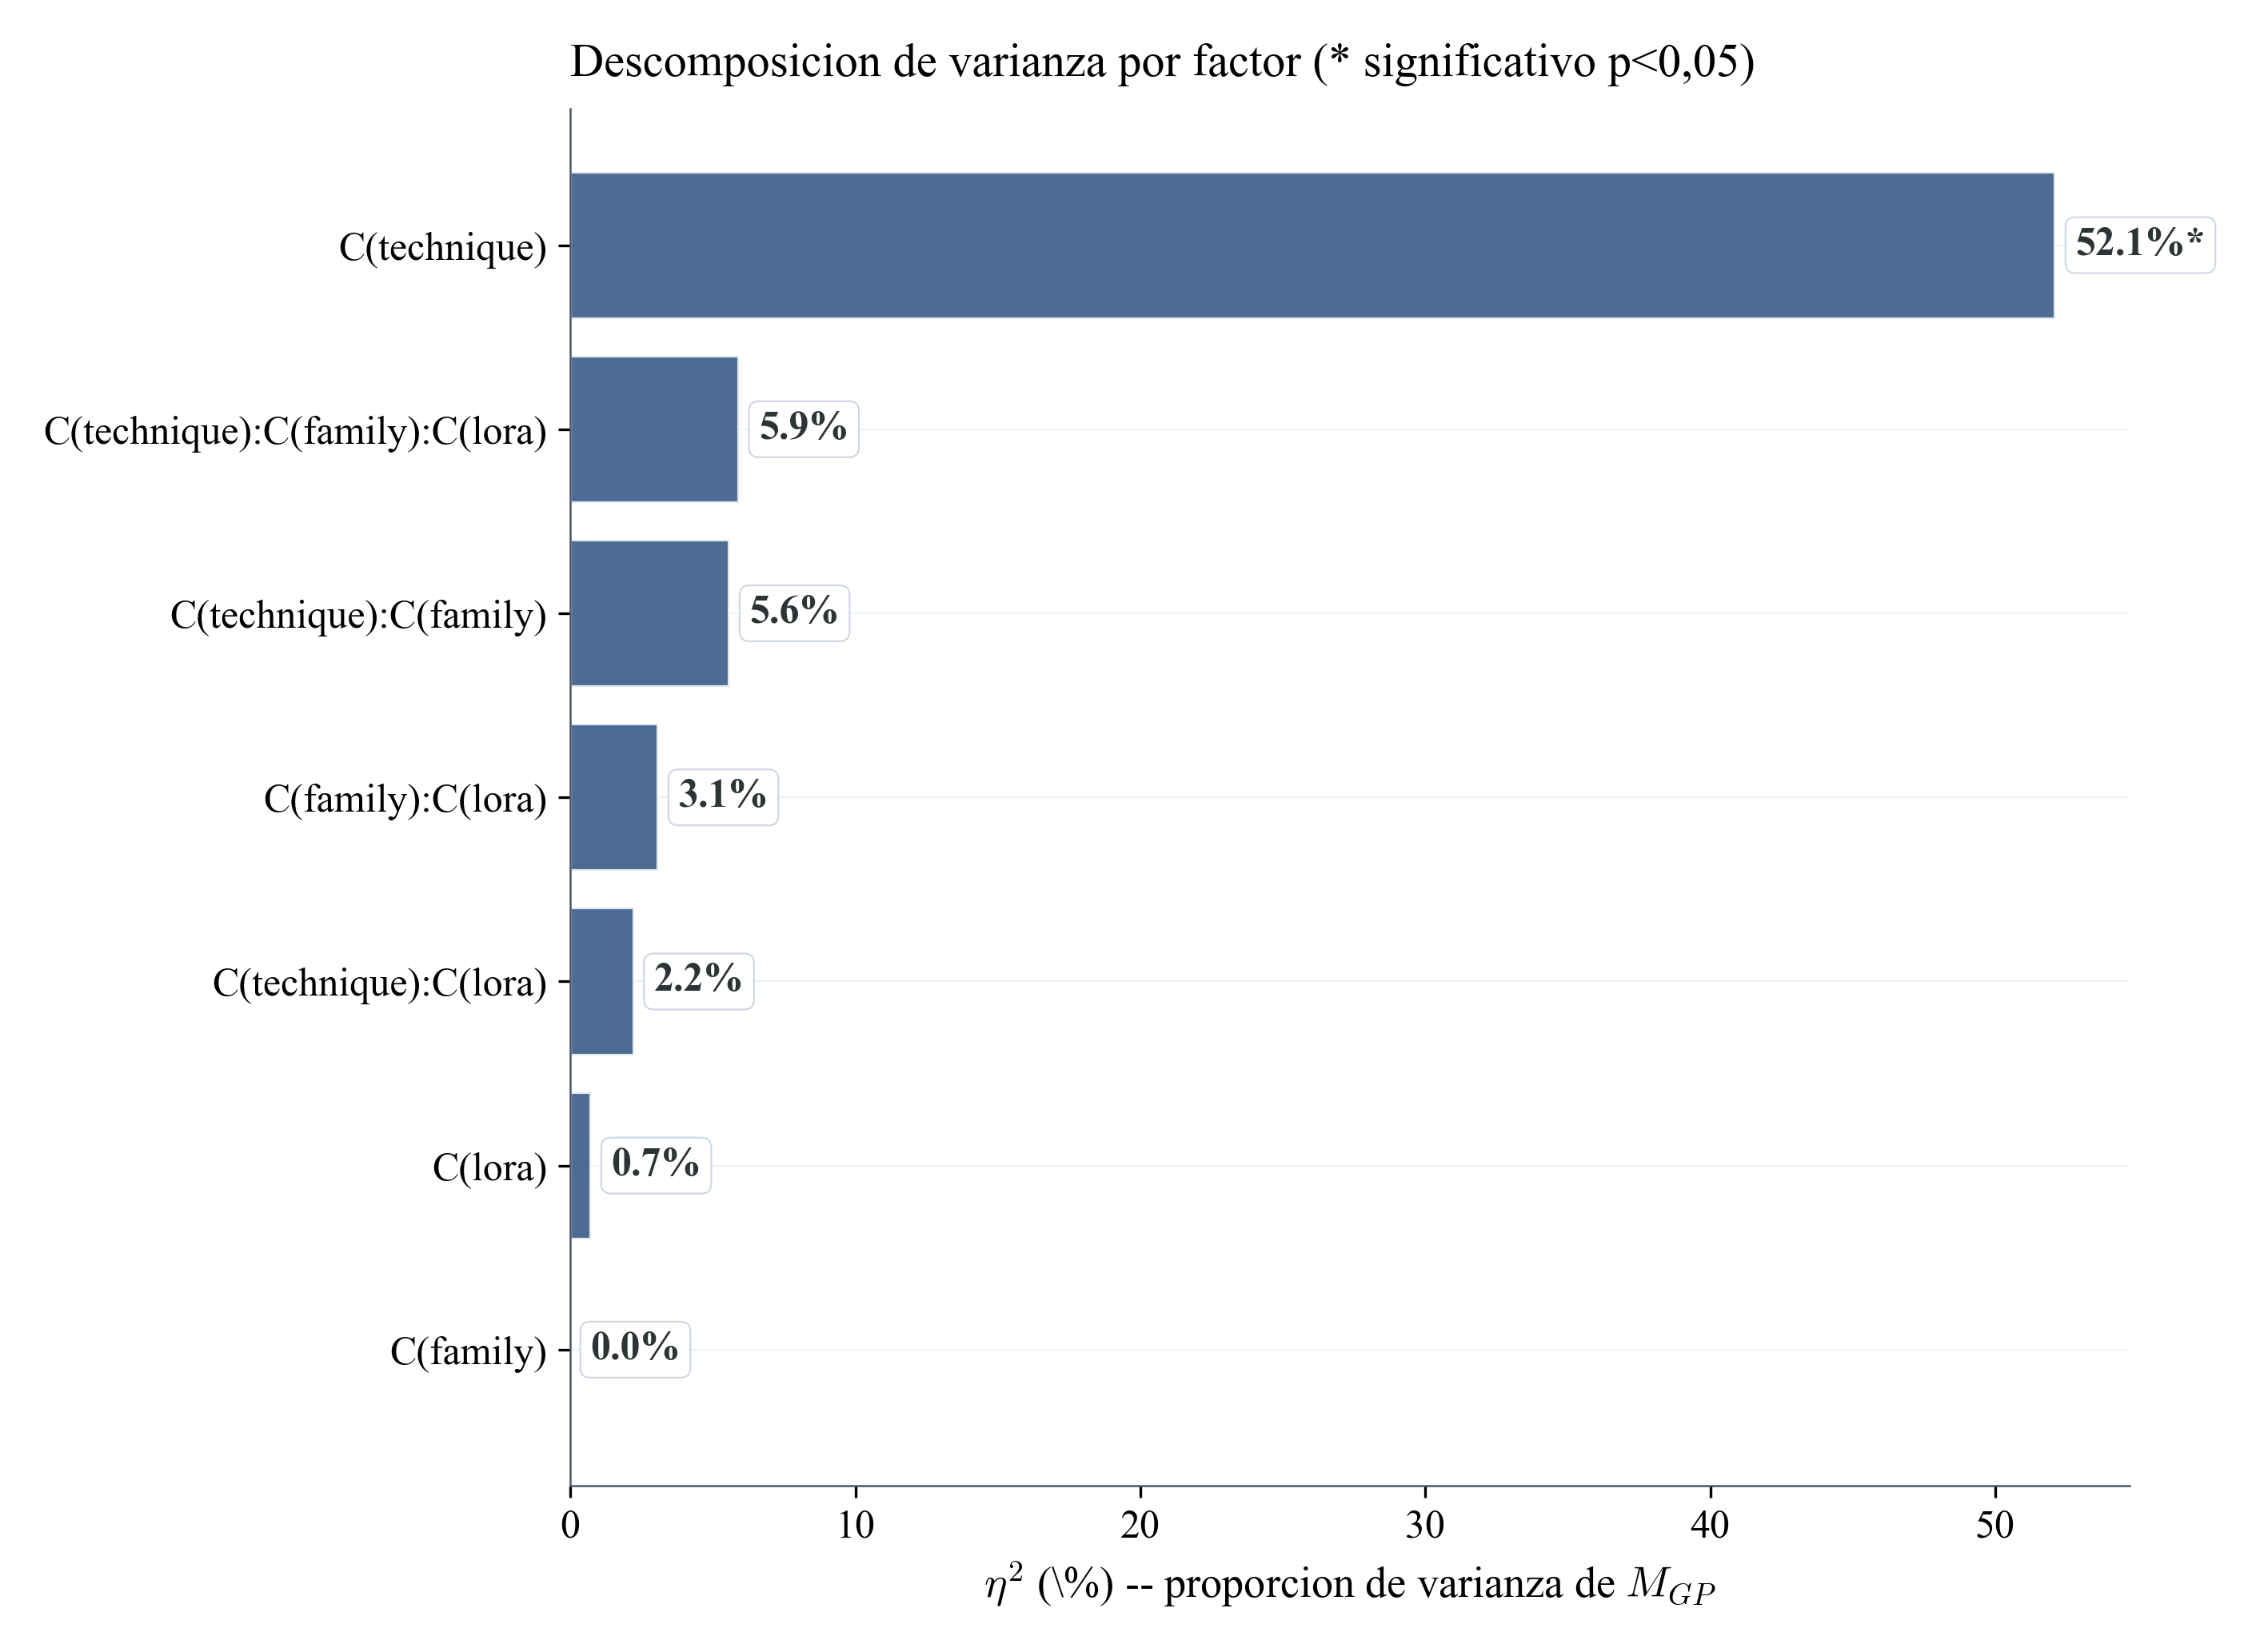 Descomposicion de varianza por factor (* significativo p<0,05)
C(technique)
52.1%*
C(technique):C(family):C(lora)
5.9%
C(technique):C(family)
5.6%
C(family):C(lora)
3.1%
C(technique):C(lora)
2.2%
C(lora)
0.7%
C(family)
0.0%
0 10 20 30 40 50
η² (\%) -- proporcion de varianza de M_GP